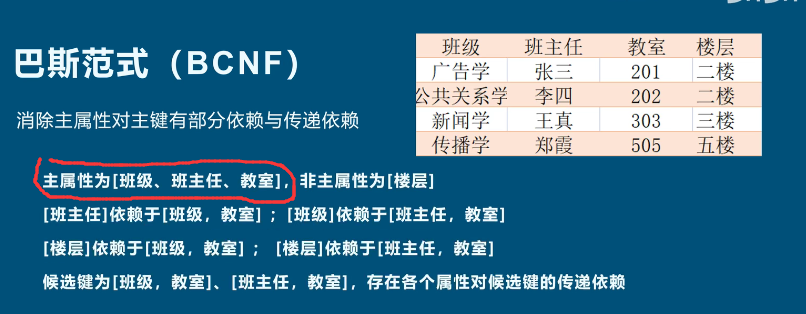 巴斯范式（BCNF）
消除主属性对主键有部分依赖与传递依赖
班级 班主任 教室 楼层
广告学 张三 201 二楼
公共关系学 李四 202 二楼
新闻学 王真 303 三楼
传播学 郑霞 505 五楼
主属性为[班级、班主任、教室]，非主属性为[楼层]
[班主任]依赖于[班级，教室] ；[班级]依赖于[班主任，教室]
[楼层]依赖于[班级，教室] ； [楼层]依赖于[班主任，教室]
候选键为[班级，教室]、[班主任，教室]，存在各个属性对候选键的传递依赖